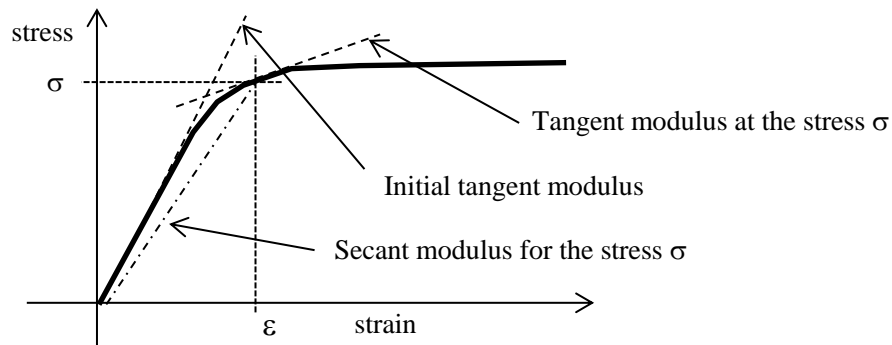 stress
σ
Tangent modulus at the stress σ
Initial tangent modulus
Secant modulus for the stress σ
ε
strain